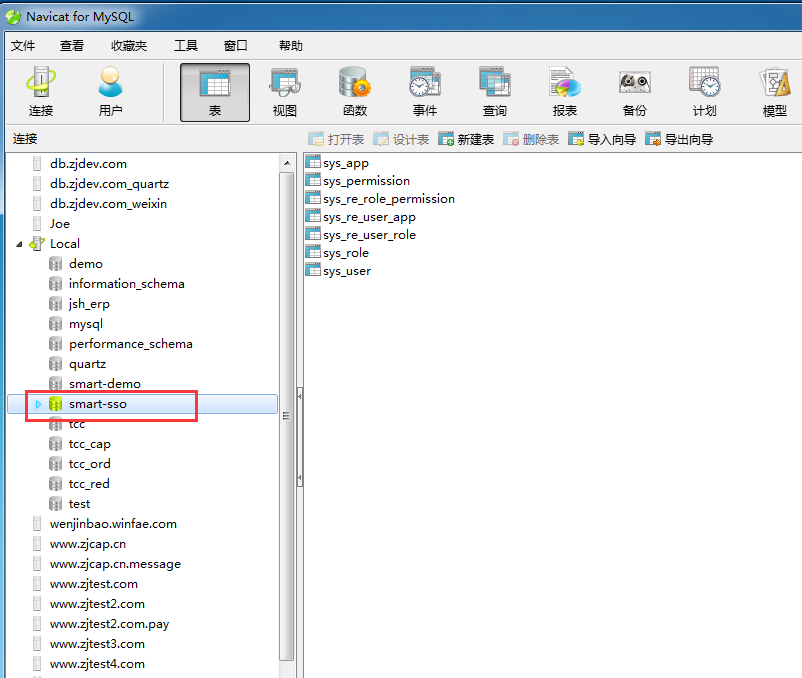 Navicat for MySQL
文件 查看 收藏夹 工具 窗口 帮助
连接 用户 表 视图 函数 事件 查询 报表 备份 计划 模型
连接 打开表 设计表 新建表 删除表 导入向导 导出向导
db.zjdev.com
db.zjdev.com_quartz
db.zjdev.com_weixin
Joe
Local
demo
information_schema
jsh_erp
mysql
performance_schema
quartz
smart-demo
smart-sso
tcc
tcc_cap
tcc_ord
tcc_red
test
wenjinbao.winfae.com
www.zjcap.cn
www.zjcap.cn.message
www.zjtest.com
www.zjtest2.com
www.zjtest2.com.pay
www.zjtest3.com
www.zjtest4.com
sys_app
sys_permission
sys_re_role_permission
sys_re_user_app
sys_re_user_role
sys_role
sys_user